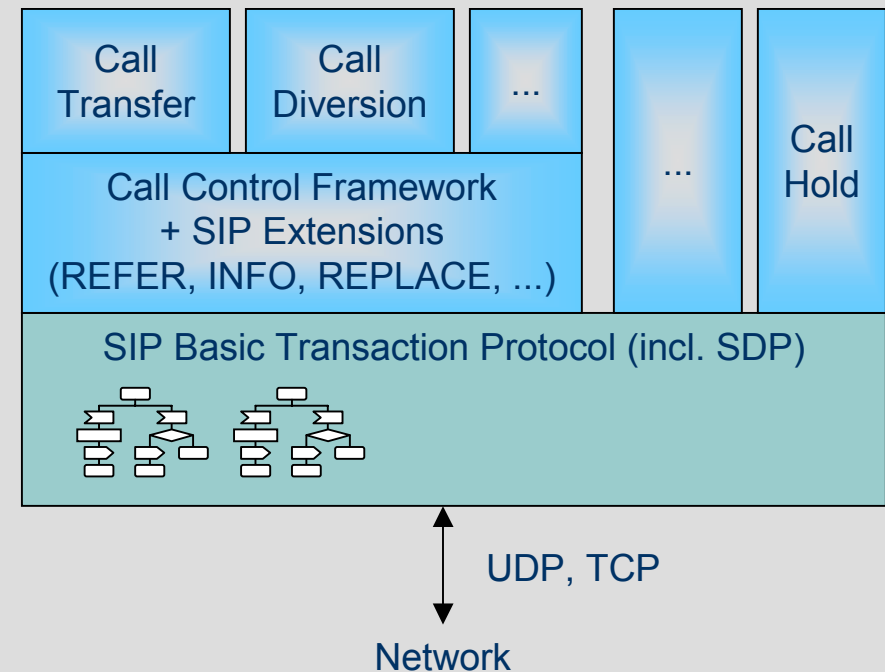 Call
Transfer
Call
Diversion
...
...
Call
Hold
Call Control Framework
+ SIP Extensions
(REFER, INFO, REPLACE, ...)
SIP Basic Transaction Protocol (incl. SDP)
UDP, TCP
Network